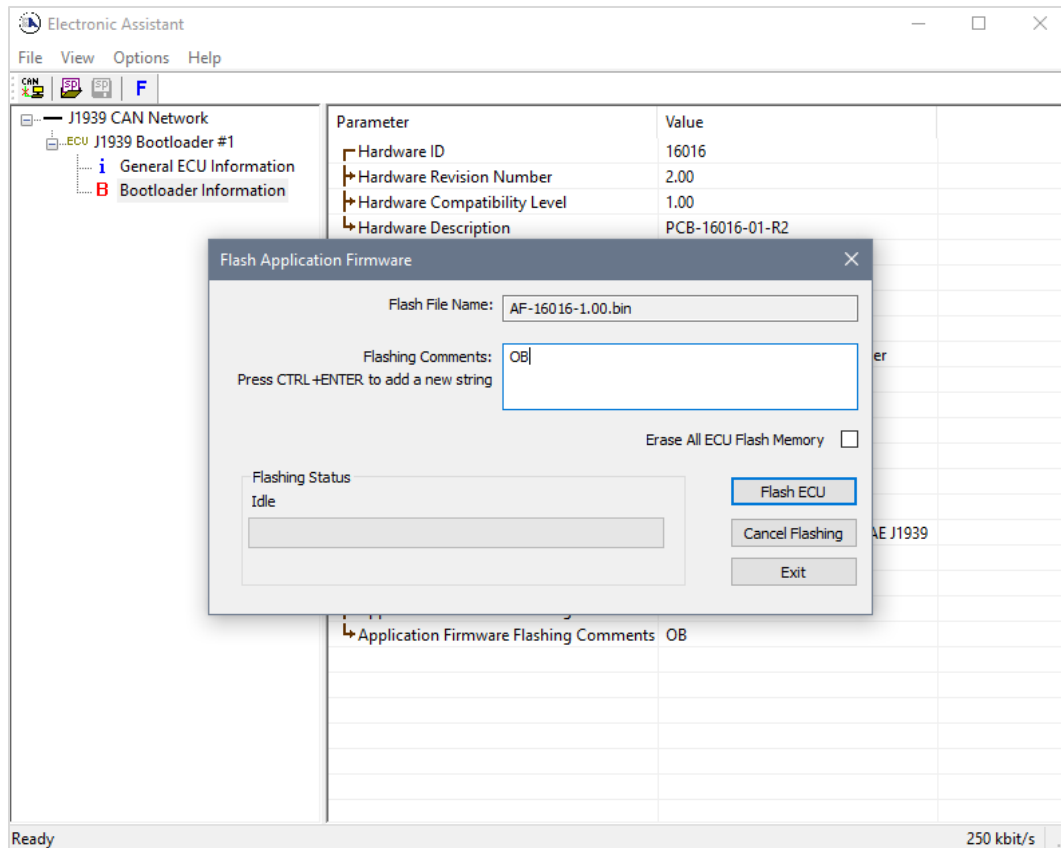 Electronic Assistant
File View Options Help
CAN SP SP F
J1939 CAN Network
ECU J1939 Bootloader #1
i General ECU Information
B Bootloader Information
Parameter Value
Hardware ID 16016
Hardware Revision Number 2.00
Hardware Compatibility Level 1.00
Hardware Description PCB-16016-01-R2
Flash Application Firmware
Flash File Name: AF-16016-1.00.bin
Flashing Comments: OB
Press CTRL+ENTER to add a new string
er
Erase All ECU Flash Memory
Flashing Status
Idle
Flash ECU
Cancel Flashing
AE J1939
Exit
Application Firmware Flashing Comments OB
Ready 250 kbit/s